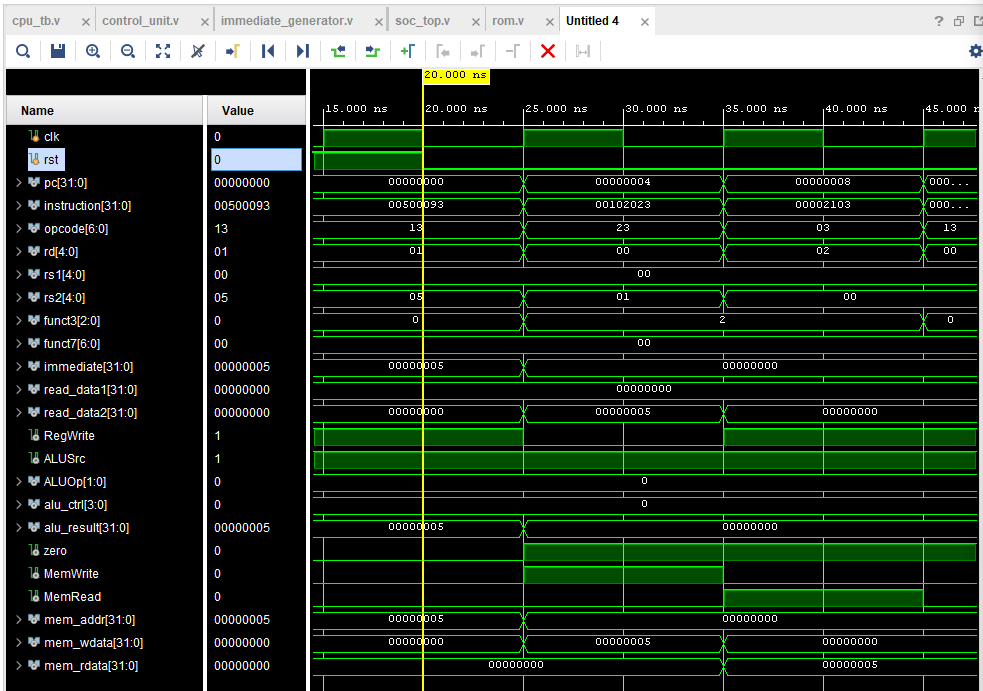 cpu_tb.v × control_unit.v × immediate_generator.v × soc_top.v × rom.v × Untitled 4 × ?
20.000 ns
15.000 ns 20.000 ns 25.000 ns 30.000 ns 35.000 ns 40.000 ns 45.000 n
Name Value
clk 0
rst 0
pc[31:0] 00000000 00000000 00000004 00000008 000...
instruction[31:0] 00500093 00500093 00102023 00002103 000...
opcode[6:0] 13 13 23 03 13
rd[4:0] 01 01 00 02 00
rs1[4:0] 00 00
rs2[4:0] 05 05 01 00
funct3[2:0] 0 0 2 0
funct7[6:0] 00 00
immediate[31:0] 00000005 00000005 00000000
read_data1[31:0] 00000000 00000000
read_data2[31:0] 00000000 00000000 00000005 00000000
RegWrite 1
ALUSrc 1
ALUOp[1:0] 0 0
alu_ctrl[3:0] 0 0
alu_result[31:0] 00000005 00000005 00000000
zero 0
MemWrite 0
MemRead 0
mem_addr[31:0] 00000005 00000005 00000000
mem_wdata[31:0] 00000000 00000000 00000005 00000000
mem_rdata[31:0] 00000000 00000000 00000005